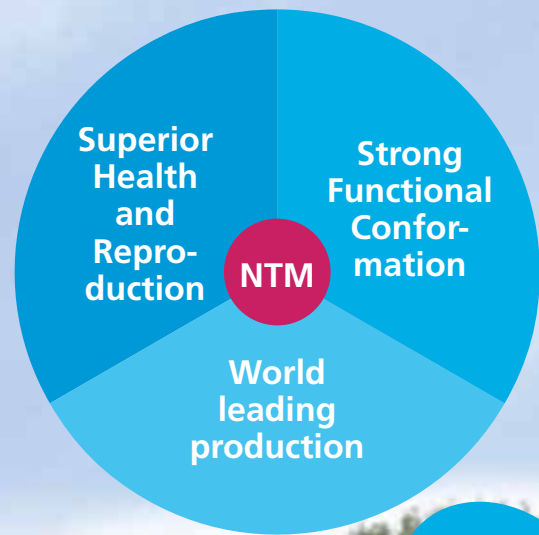 Superior
Health
and
Repro-
duction
Strong
Functional
Confor-
mation
NTM
World
leading
production